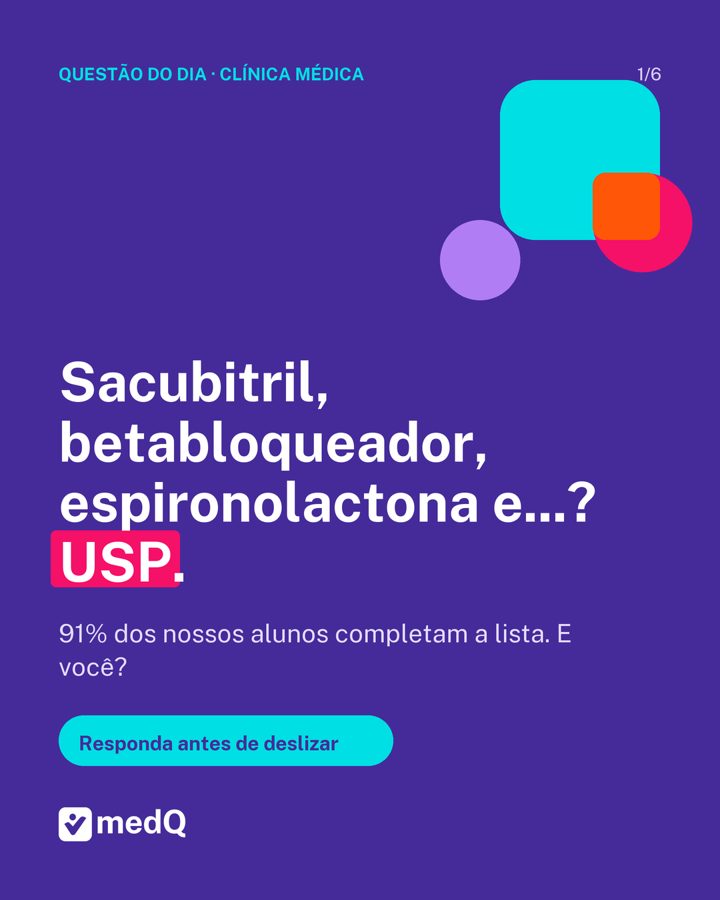 QUESTÃO DO DIA · CLÍNICA MÉDICA
1/6
Sacubitril,
betabloqueador,
espironolactona e...?
USP.
91% dos nossos alunos completam a lista. E
você?
Responda antes de deslizar
medQ